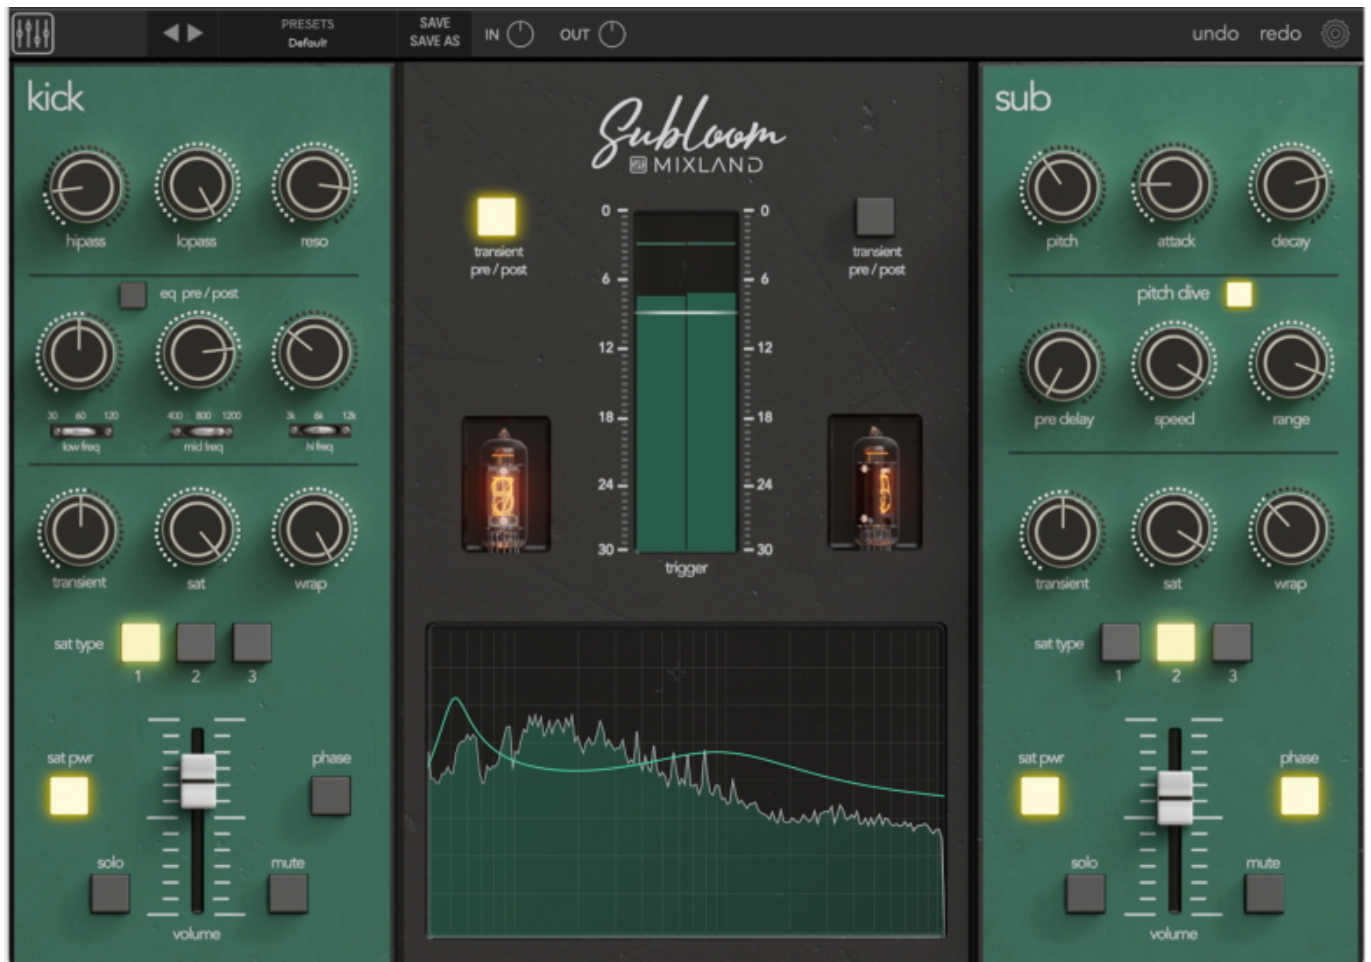 PRESETS
Default
SAVE
SAVE AS
IN
OUT
undo
redo
kick
hipass
lopass
reso
eq pre / post
30 60 120
400 800 1200
3k 6k 12k
low freq
mid freq
hi freq
transient
sat
wrap
sat type
1
2
3
sat pwr
phase
solo
mute
volume
Subloom
MIXLAND
transient
pre / post
transient
pre / post
0 0
6 6
12 12
18 18
24 24
30 30
trigger
sub
pitch
attack
decay
pitch dive
pre delay
speed
range
transient
sat
wrap
sat type
1
2
3
sat pwr
phase
solo
mute
volume